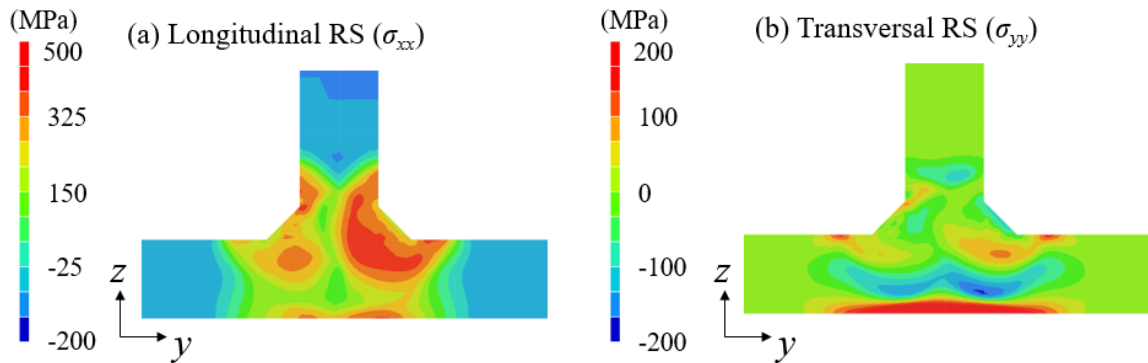 (MPa)
(a) Longitudinal RS (σxx)
500
325
150
-25
-200
z
y
(MPa)
(b) Transversal RS (σyy)
200
100
0
-100
-200
z
y